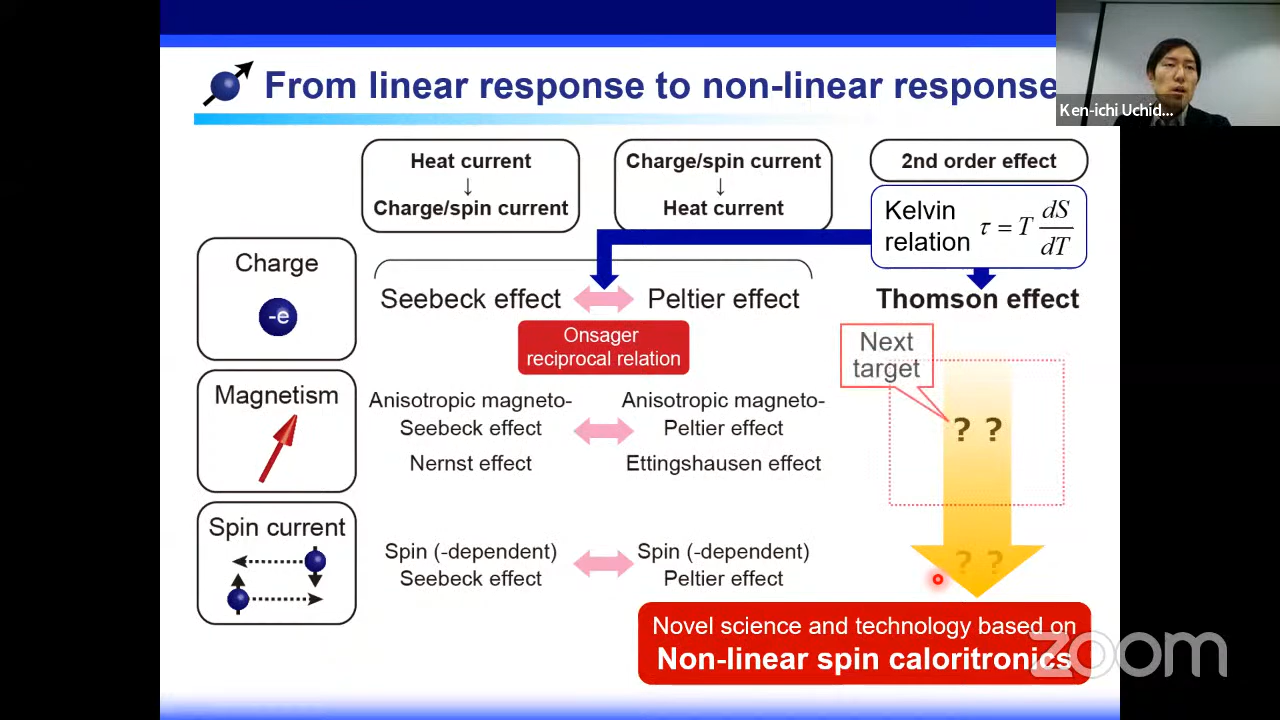 From linear response to non-linear response
Ken-ichi Uchid...
Heat current
↓
Charge/spin current
Charge/spin current
↓
Heat current
2nd order effect
Kelvin
relation
τ = T dS/dT
Charge
-e
Seebeck effect
Peltier effect
Thomson effect
Onsager
reciprocal relation
Next
target
Magnetism
Anisotropic magneto-
Seebeck effect
Anisotropic magneto-
Peltier effect
? ?
Nernst effect
Ettingshausen effect
Spin current
Spin (-dependent)
Seebeck effect
Spin (-dependent)
Peltier effect
? ?
Novel science and technology based on
Non-linear spin caloritronics
zoom